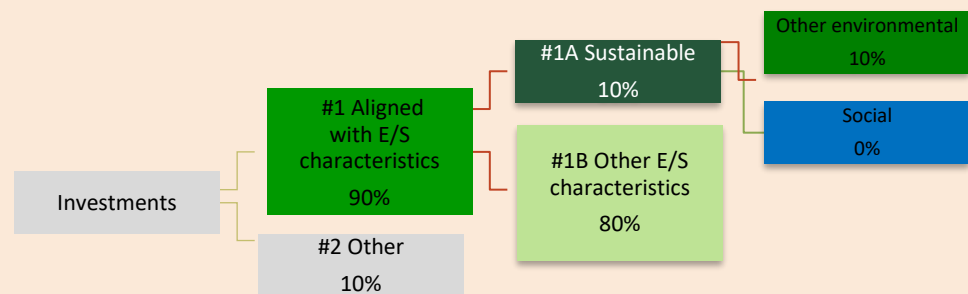 Investments
#1 Aligned
with E/S
characteristics
90%
#2 Other
10%
#1A Sustainable
10%
#1B Other E/S
characteristics
80%
Other environmental
10%
Social
0%